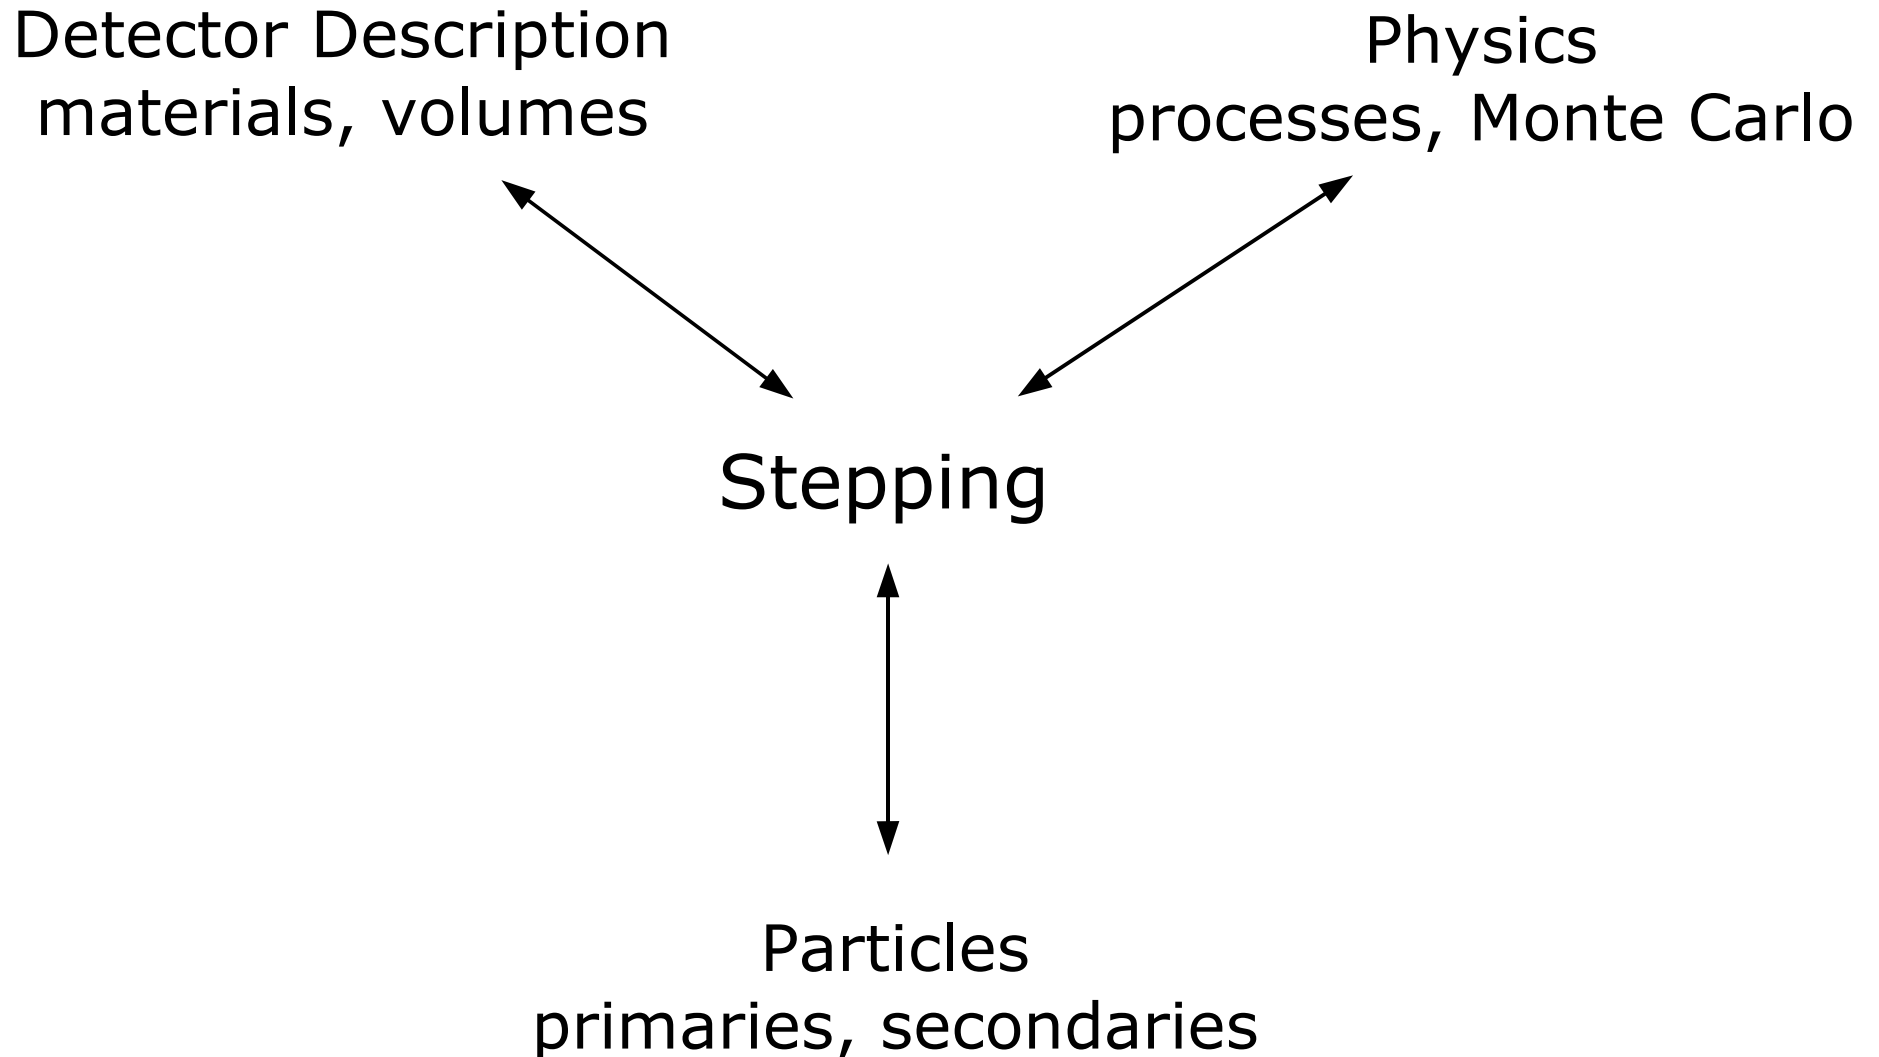 Detector Description
materials, volumes
Physics
processes, Monte Carlo
Stepping
Particles
primaries, secondaries